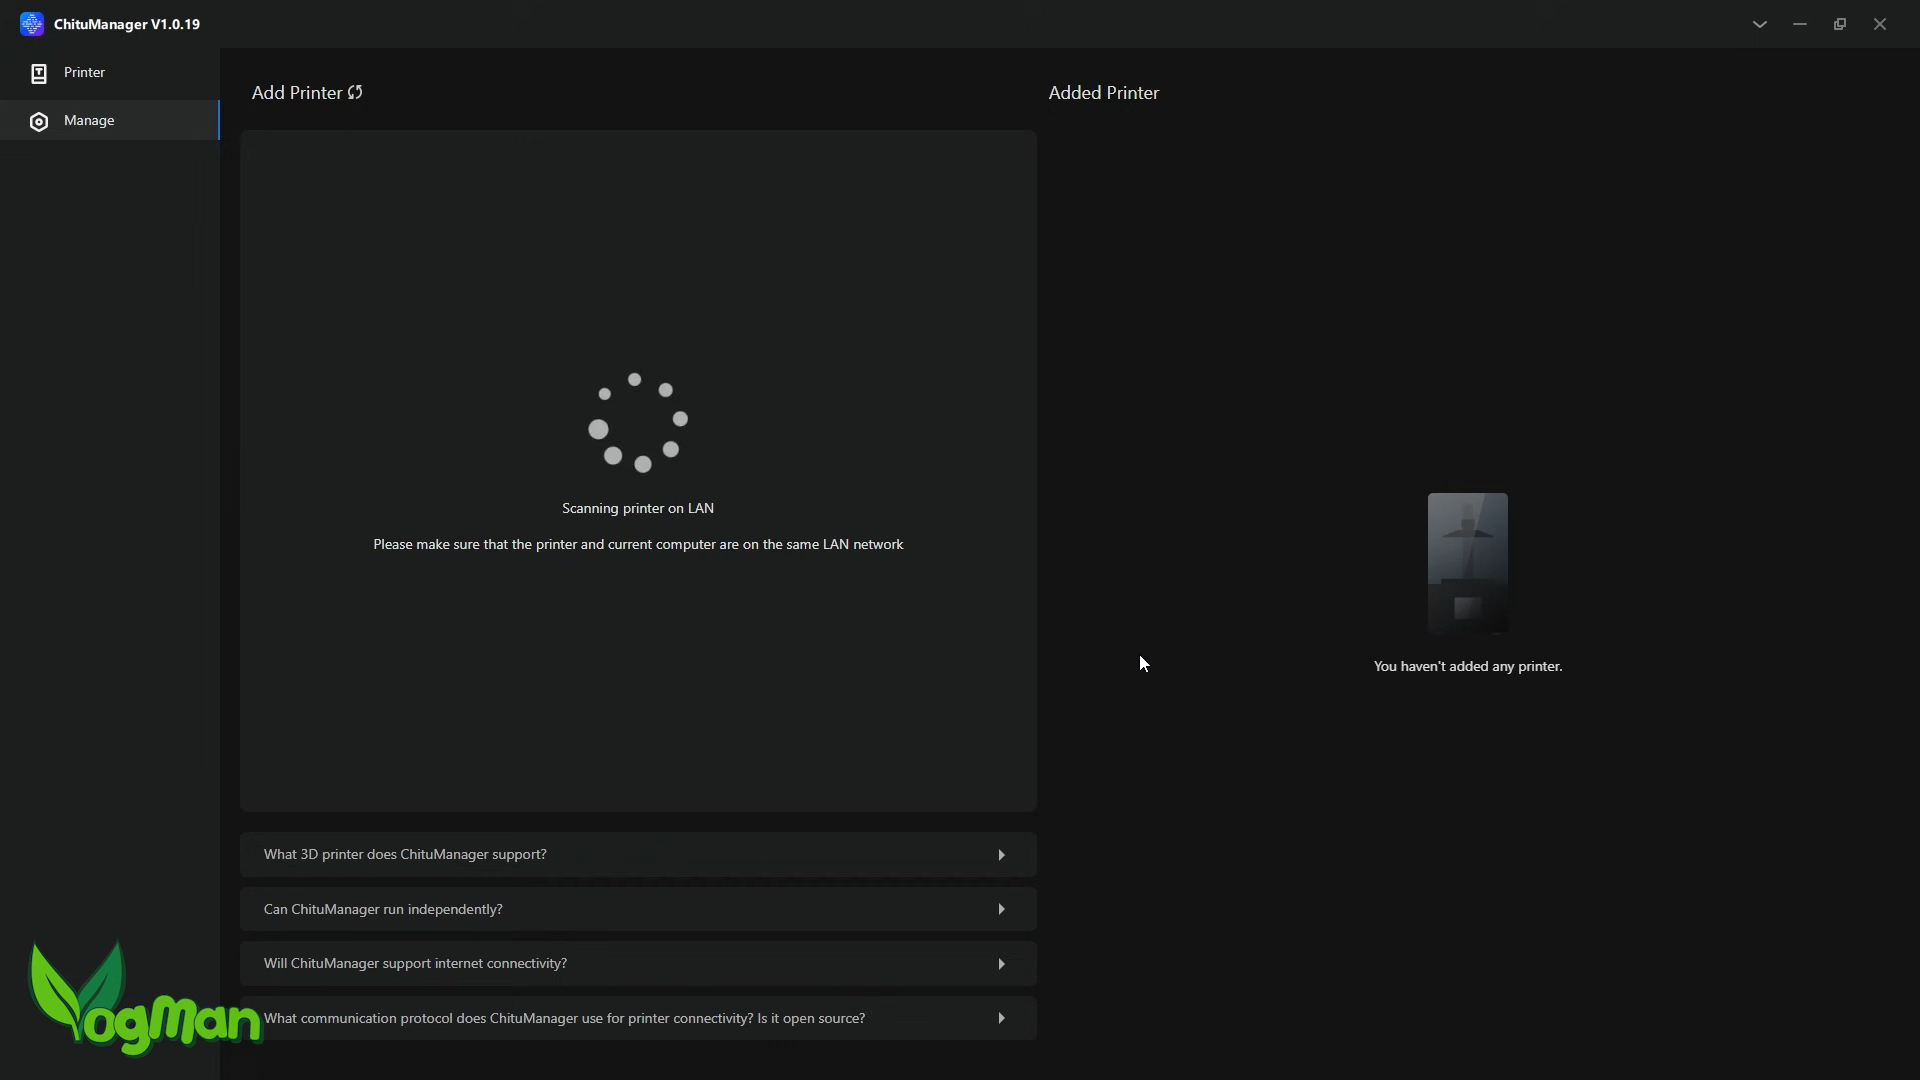 ChituManager V1.0.19
Printer
Manage
Add Printer
Added Printer
Scanning printer on LAN
Please make sure that the printer and current computer are on the same LAN network
You haven't added any printer.
What 3D printer does ChituManager support?
Can ChituManager run independently?
Will ChituManager support internet connectivity?
What communication protocol does ChituManager use for printer connectivity? Is it open source?
VogMan